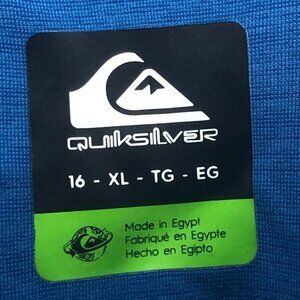 QUIKSILVER
16 - XL - TG - EG
Made in Egypt
Fabriqué en Egypte
Hecho en Egipto